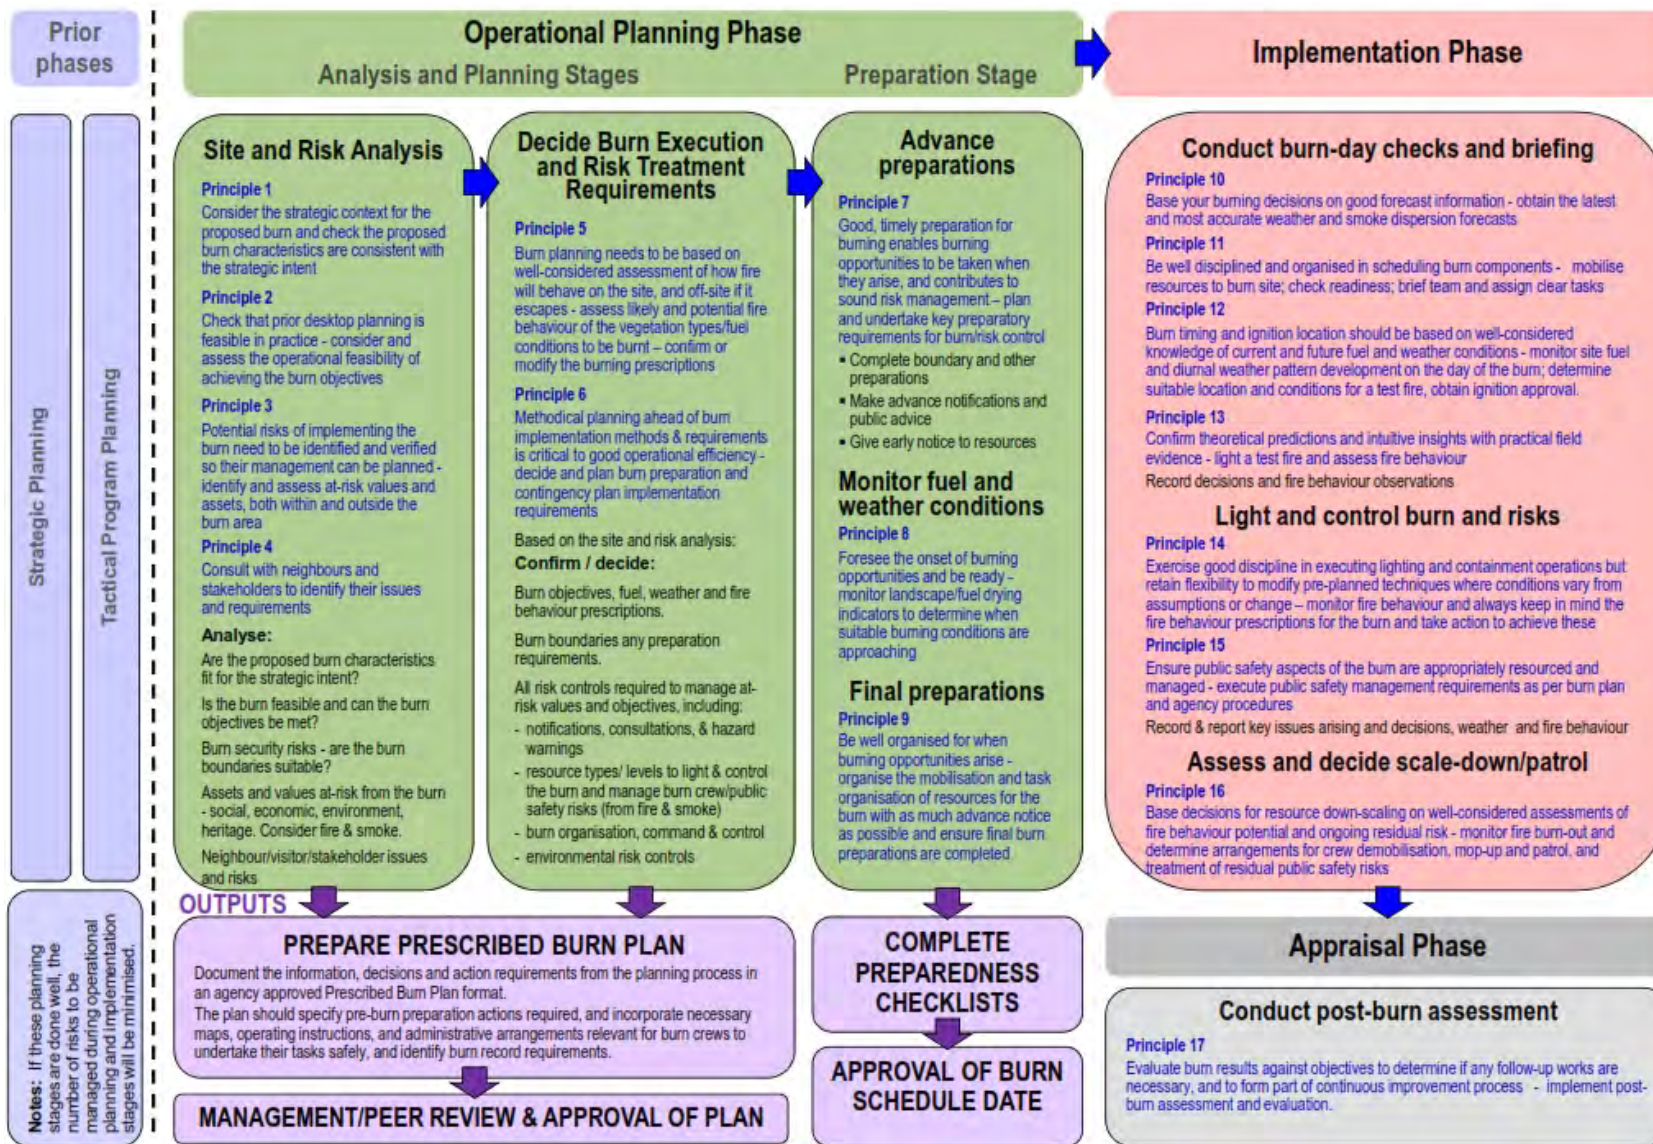 Prior
phases
Strategic Planning
Tactical Program Planning
Notes: If these planning
stages are done well, the
number of risks to be
managed during operational
planning and implementation
stages will be minimised.
Operational Planning Phase
Analysis and Planning Stages
Preparation Stage
Site and Risk Analysis
Principle 1
Consider the strategic context for the
proposed burn and check the proposed
burn characteristics are consistent with
the strategic intent
Principle 2
Check that prior desktop planning is
feasible in practice - consider and
assess the operational feasibility of
achieving the burn objectives
Principle 3
Potential risks of implementing the
burn need to be identified and verified
so their management can be planned -
identify and assess at-risk values and
assets, both within and outside the
burn area
Principle 4
Consult with neighbours and
stakeholders to identify their issues
and requirements
Analyse:
Are the proposed burn characteristics
fit for the strategic intent?
Is the burn feasible and can the burn
objectives be met?
Burn security risks - are the burn
boundaries suitable?
Assets and values at-risk from the burn
- social, economic, environment,
heritage. Consider fire & smoke.
Neighbour/visitor/stakeholder issues
and risks
Decide Burn Execution
and Risk Treatment
Requirements
Principle 5
Burn planning needs to be based on
well-considered assessment of how fire
will behave on the site, and off-site if it
escapes - assess likely and potential fire
behaviour of the vegetation types/fuel
conditions to be burnt – confirm or
modify the burning prescriptions
Principle 6
Methodical planning ahead of burn
implementation methods & requirements
is critical to good operational efficiency -
decide and plan burn preparation and
contingency plan implementation
requirements
Based on the site and risk analysis:
Confirm / decide:
Burn objectives, fuel, weather and fire
behaviour prescriptions.
Burn boundaries any preparation
requirements.
All risk controls required to manage at-
risk values and objectives, including:
- notifications, consultations, & hazard
warnings
- resource types/ levels to light & control
the burn and manage burn crew/public
safety risks (from fire & smoke)
- burn organisation, command & control
- environmental risk controls
Advance
preparations
Principle 7
Good, timely preparation for
burning enables burning
opportunities to be taken when
they arise, and contributes to
sound risk management – plan
and undertake key preparatory
requirements for burn/risk control
▪ Complete boundary and other
preparations
▪ Make advance notifications and
public advice
▪ Give early notice to resources
Monitor fuel and
weather conditions
Principle 8
Foresee the onset of burning
opportunities and be ready -
monitor landscape/fuel drying
indicators to determine when
suitable burning conditions are
approaching
Final preparations
Principle 9
Be well organised for when
burning opportunities arise -
organise the mobilisation and task
organisation of resources for the
burn with as much advance notice
as possible and ensure final burn
preparations are completed
OUTPUTS
PREPARE PRESCRIBED BURN PLAN
Document the information, decisions and action requirements from the planning process in
an agency approved Prescribed Burn Plan format.
The plan should specify pre-burn preparation actions required, and incorporate necessary
maps, operating instructions, and administrative arrangements relevant for burn crews to
undertake their tasks safely, and identify burn record requirements.
MANAGEMENT/PEER REVIEW & APPROVAL OF PLAN
COMPLETE
PREPAREDNESS
CHECKLISTS
APPROVAL OF BURN
SCHEDULE DATE
Implementation Phase
Conduct burn-day checks and briefing
Principle 10
Base your burning decisions on good forecast information - obtain the latest
and most accurate weather and smoke dispersion forecasts
Principle 11
Be well disciplined and organised in scheduling burn components - mobilise
resources to burn site; check readiness; brief team and assign clear tasks
Principle 12
Burn timing and ignition location should be based on well-considered
knowledge of current and future fuel and weather conditions - monitor site fuel
and diurnal weather pattern development on the day of the burn; determine
suitable location and conditions for a test fire, obtain ignition approval.
Principle 13
Confirm theoretical predictions and intuitive insights with practical field
evidence - light a test fire and assess fire behaviour
Record decisions and fire behaviour observations
Light and control burn and risks
Principle 14
Exercise good discipline in executing lighting and containment operations but
retain flexibility to modify pre-planned techniques where conditions vary from
assumptions or change – monitor fire behaviour and always keep in mind the
fire behaviour prescriptions for the burn and take action to achieve these
Principle 15
Ensure public safety aspects of the burn are appropriately resourced and
managed - execute public safety management requirements as per burn plan
and agency procedures
Record & report key issues arising and decisions, weather and fire behaviour
Assess and decide scale-down/patrol
Principle 16
Base decisions for resource down-scaling on well-considered assessments of
fire behaviour potential and ongoing residual risk - monitor fire burn-out and
determine arrangements for crew demobilisation, mop-up and patrol, and
treatment of residual public safety risks
Appraisal Phase
Conduct post-burn assessment
Principle 17
Evaluate burn results against objectives to determine if any follow-up works are
necessary, and to form part of continuous improvement process - implement post-
burn assessment and evaluation.